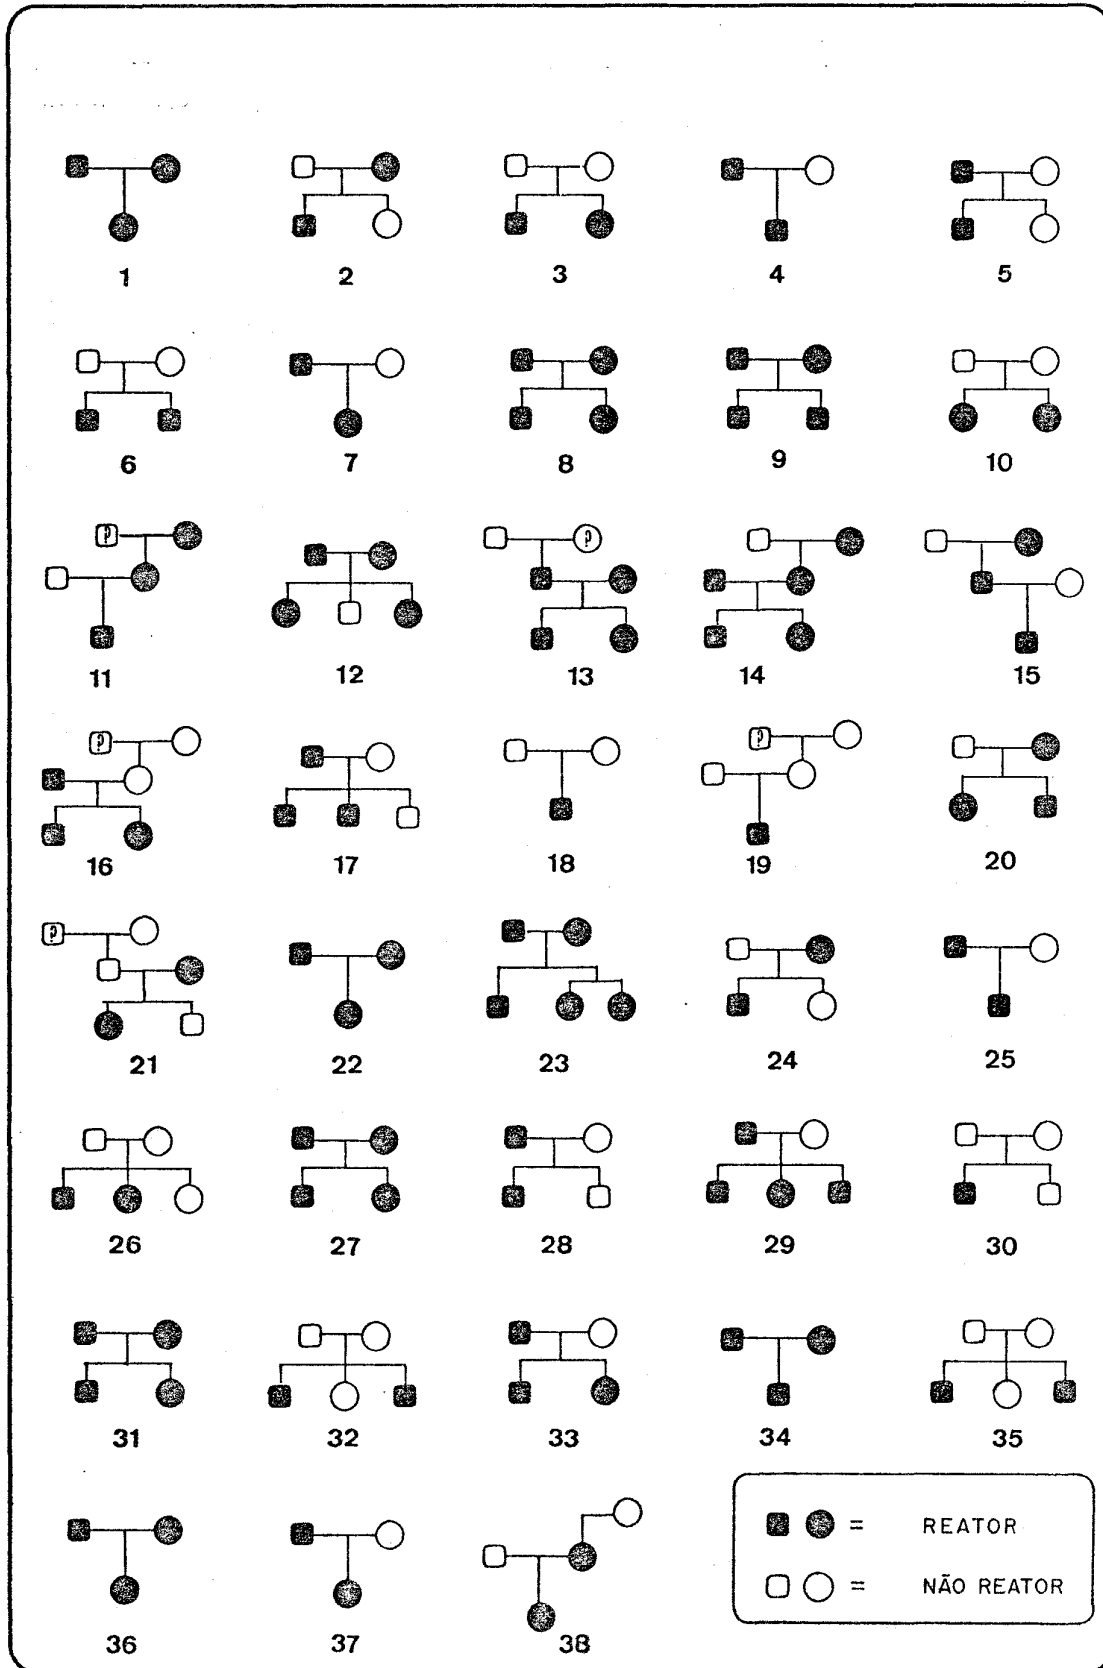 1 2 3 4 5
6 7 8 9 10
? ? 
11 12 13 14 15
? ?
16 17 18 19 20
?
21 22 23 24 25
26 27 28 29 30
31 32 33 34 35
= REATOR
= NÃO REATOR
36 37 38